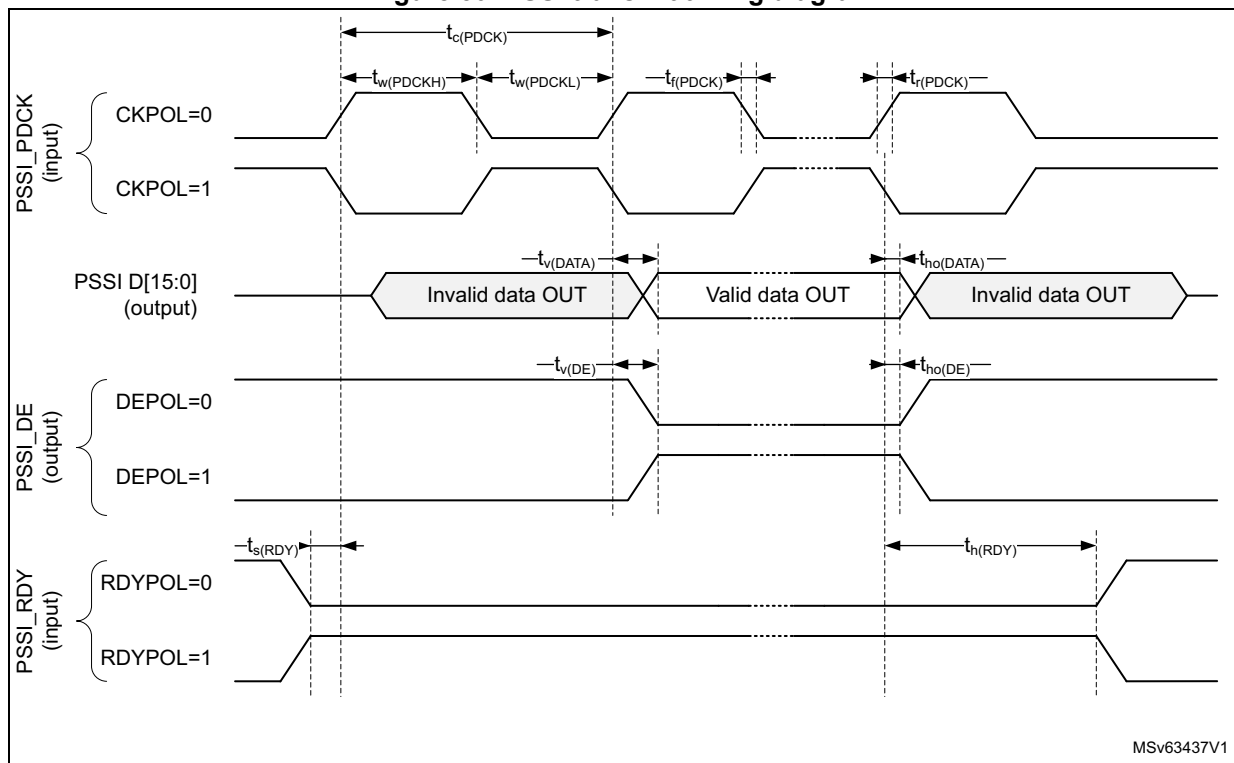 tc(PDCK)
tw(PDCKH) tw(PDCKL) tf(PDCK) tr(PDCK)
PSSI_PDCK
(input)
CKPOL=0
CKPOL=1
tv(DATA) tho(DATA)
PSSI D[15:0]
(output)
Invalid data OUT Valid data OUT Invalid data OUT
tv(DE) tho(DE)
PSSI_DE
(output)
DEPOL=0
DEPOL=1
ts(RDY) th(RDY)
PSSI_RDY
(input)
RDYPOL=0
RDYPOL=1
MSv63437V1